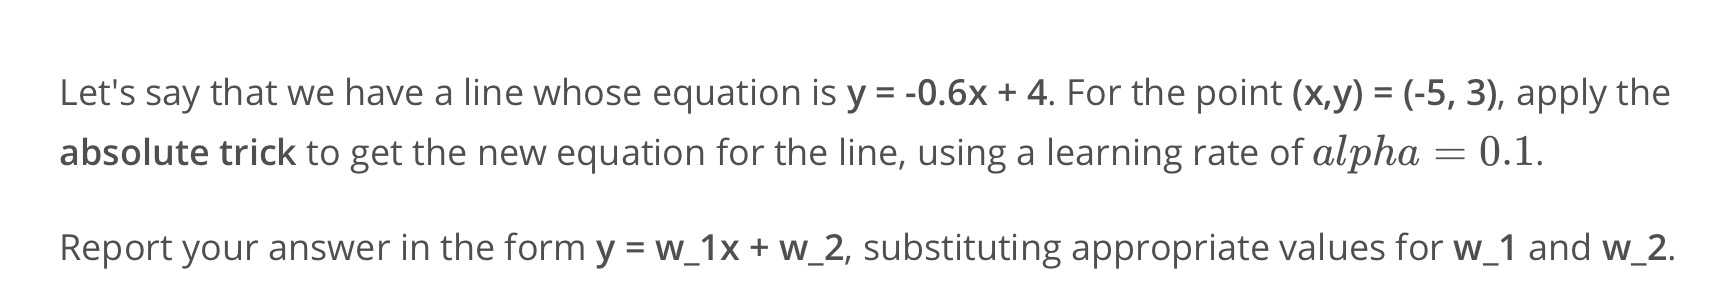 Let's say that we have a line whose equation is y = -0.6x + 4. For the point (x,y) = (-5, 3), apply the
absolute trick to get the new equation for the line, using a learning rate of alpha = 0.1.
Report your answer in the form y = w_1x + w_2, substituting appropriate values for w_1 and w_2.